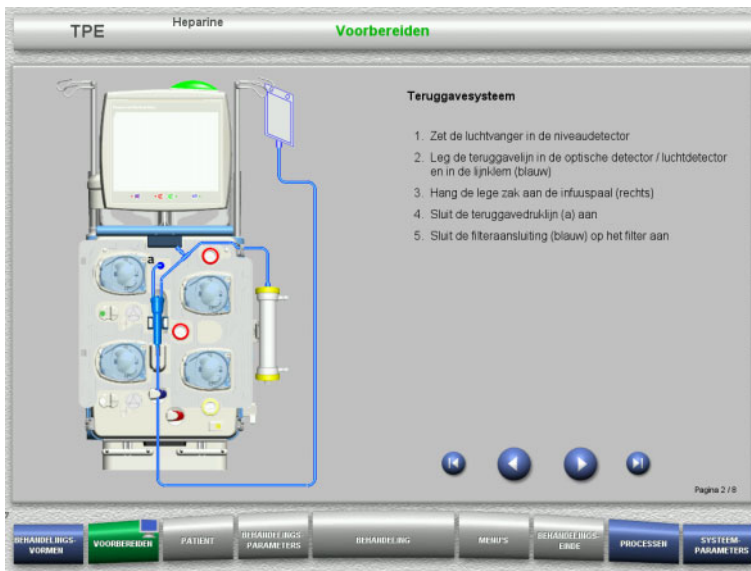 TPE
Heparine
Voorbereiden
Teruggavesysteem
1. Zet de luchtvanger in de niveaudetector
2. Leg de teruggavelijn in de optische detector / luchtdetector
en in de lijnklem (blauw)
3. Hang de lege zak aan de infuuspaal (rechts)
4. Sluit de teruggavedruklijn (a) aan
5. Sluit de filteraansluiting (blauw) op het filter aan
a
Pagina 2 / 8
BEHANDELINGS-
VORMEN
VOORBEREIDEN
PATIENT
BEHANDELINGS-
PARAMETERS
BEHANDELING
MENU'S
BEHANDELINGS-
EINDE
PROCESSEN
SYSTEEM-
PARAMETERS